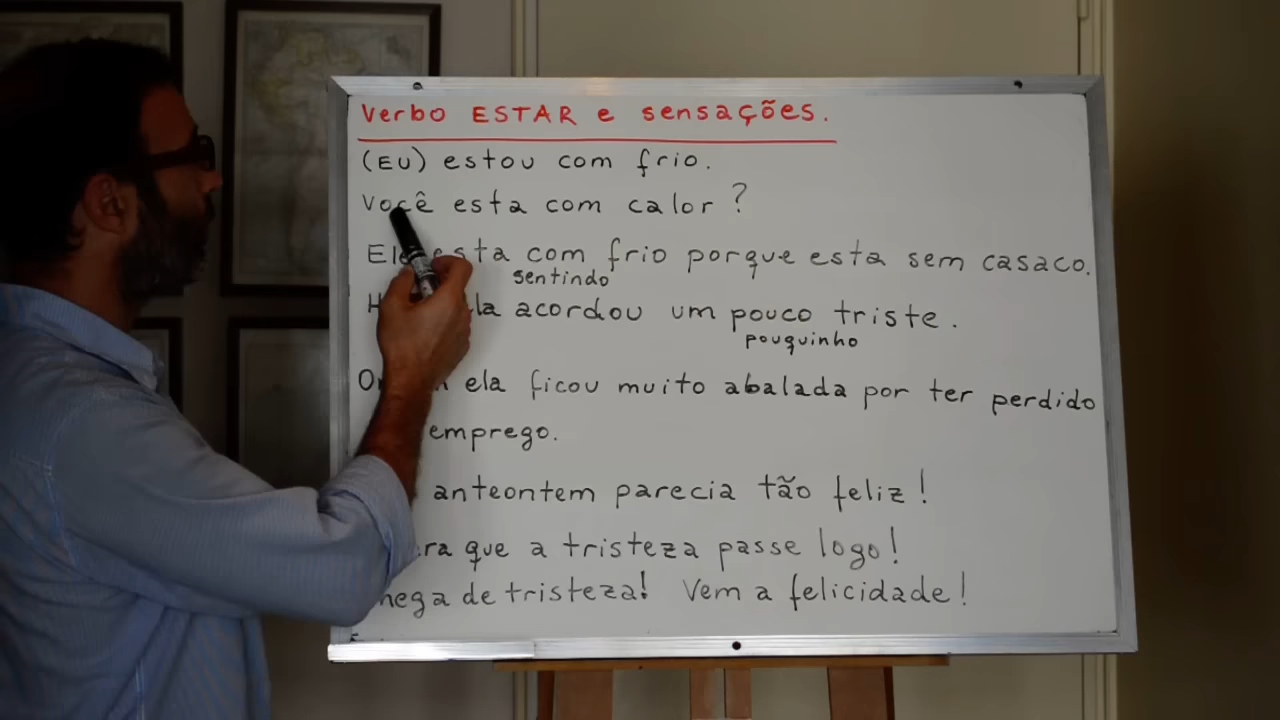 Verbo ESTAR e sensações.
(EU) estou com frio.
Você esta com calor?
esta com frio porque esta sem casaco.
sentindo
acordou um pouco triste.
pouquinho
ela ficou muito abalada por ter perdido
emprego.
anteontem parecia tão feliz!
que a tristeza passe logo!
de tristeza! Vem a felicidade!